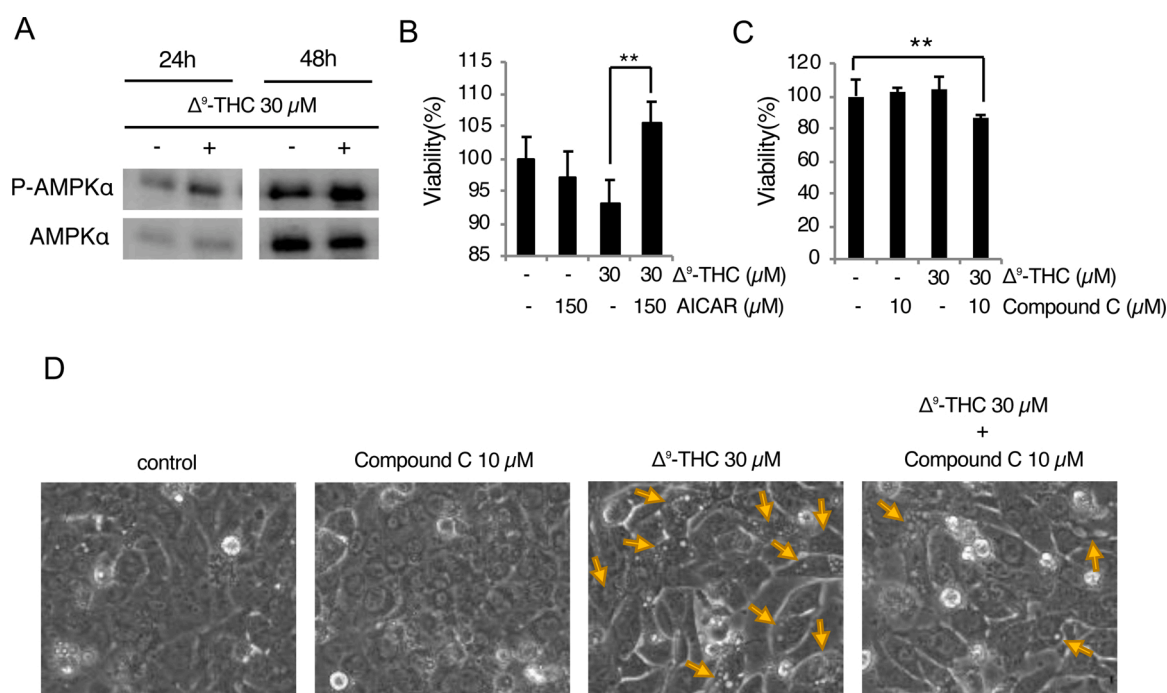 A
24h 48h
Δ⁹-THC 30 µM
- + - +
P-AMPKα
AMPKα
B
**
Viability(%)
115
110
105
100
95
90
85
- - 30 30 Δ⁹-THC (µM)
- 150 - 150 AICAR (µM)
C
**
Viability(%)
120
100
80
60
40
20
0
- - 30 30 Δ⁹-THC (µM)
- 10 - 10 Compound C (µM)
D
control
Compound C 10 µM
Δ⁹-THC 30 µM
Δ⁹-THC 30 µM
+
Compound C 10 µM